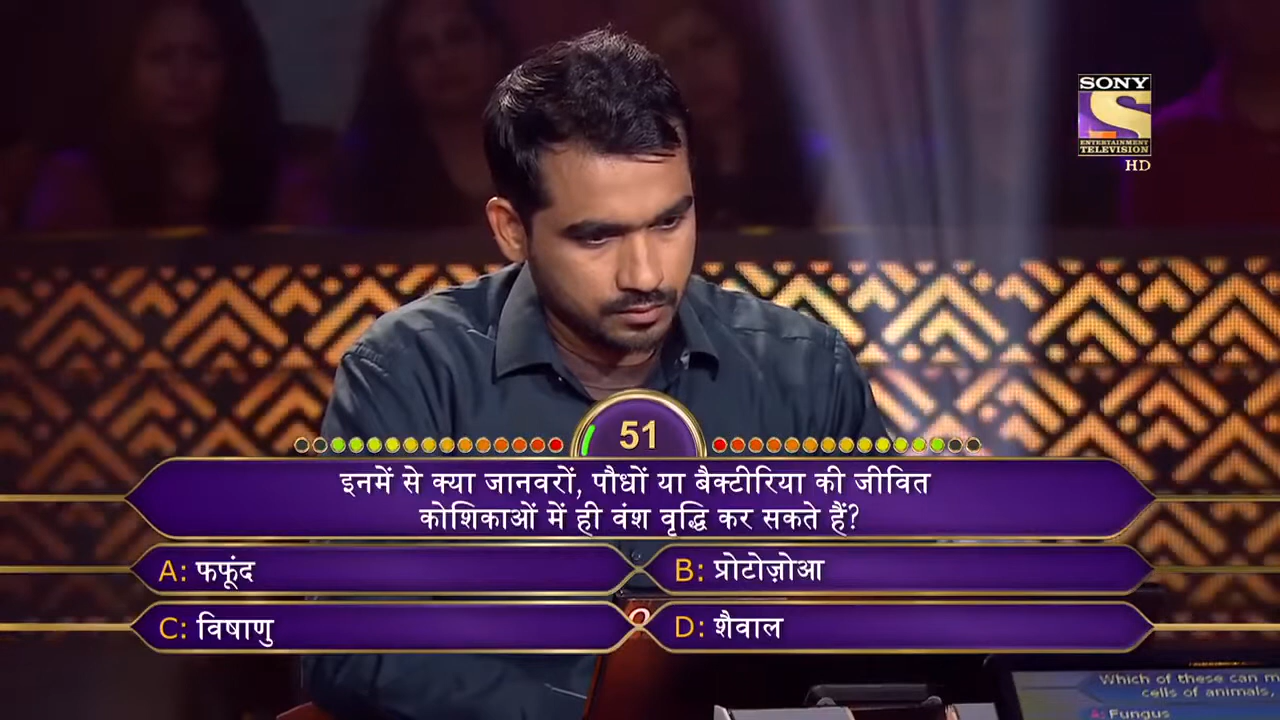 SONY
ENTERTAINMENT
TELEVISION
HD
51
इनमें से क्या जानवरों, पौधों या बैक्टीरिया की जीवित
कोशिकाओं में ही वंश वृद्धि कर सकते हैं?
A: फफूंद
B: प्रोटोज़ोआ
C: विषाणु
D: शैवाल
Which of these can m
cells of animals,
A: Fungus